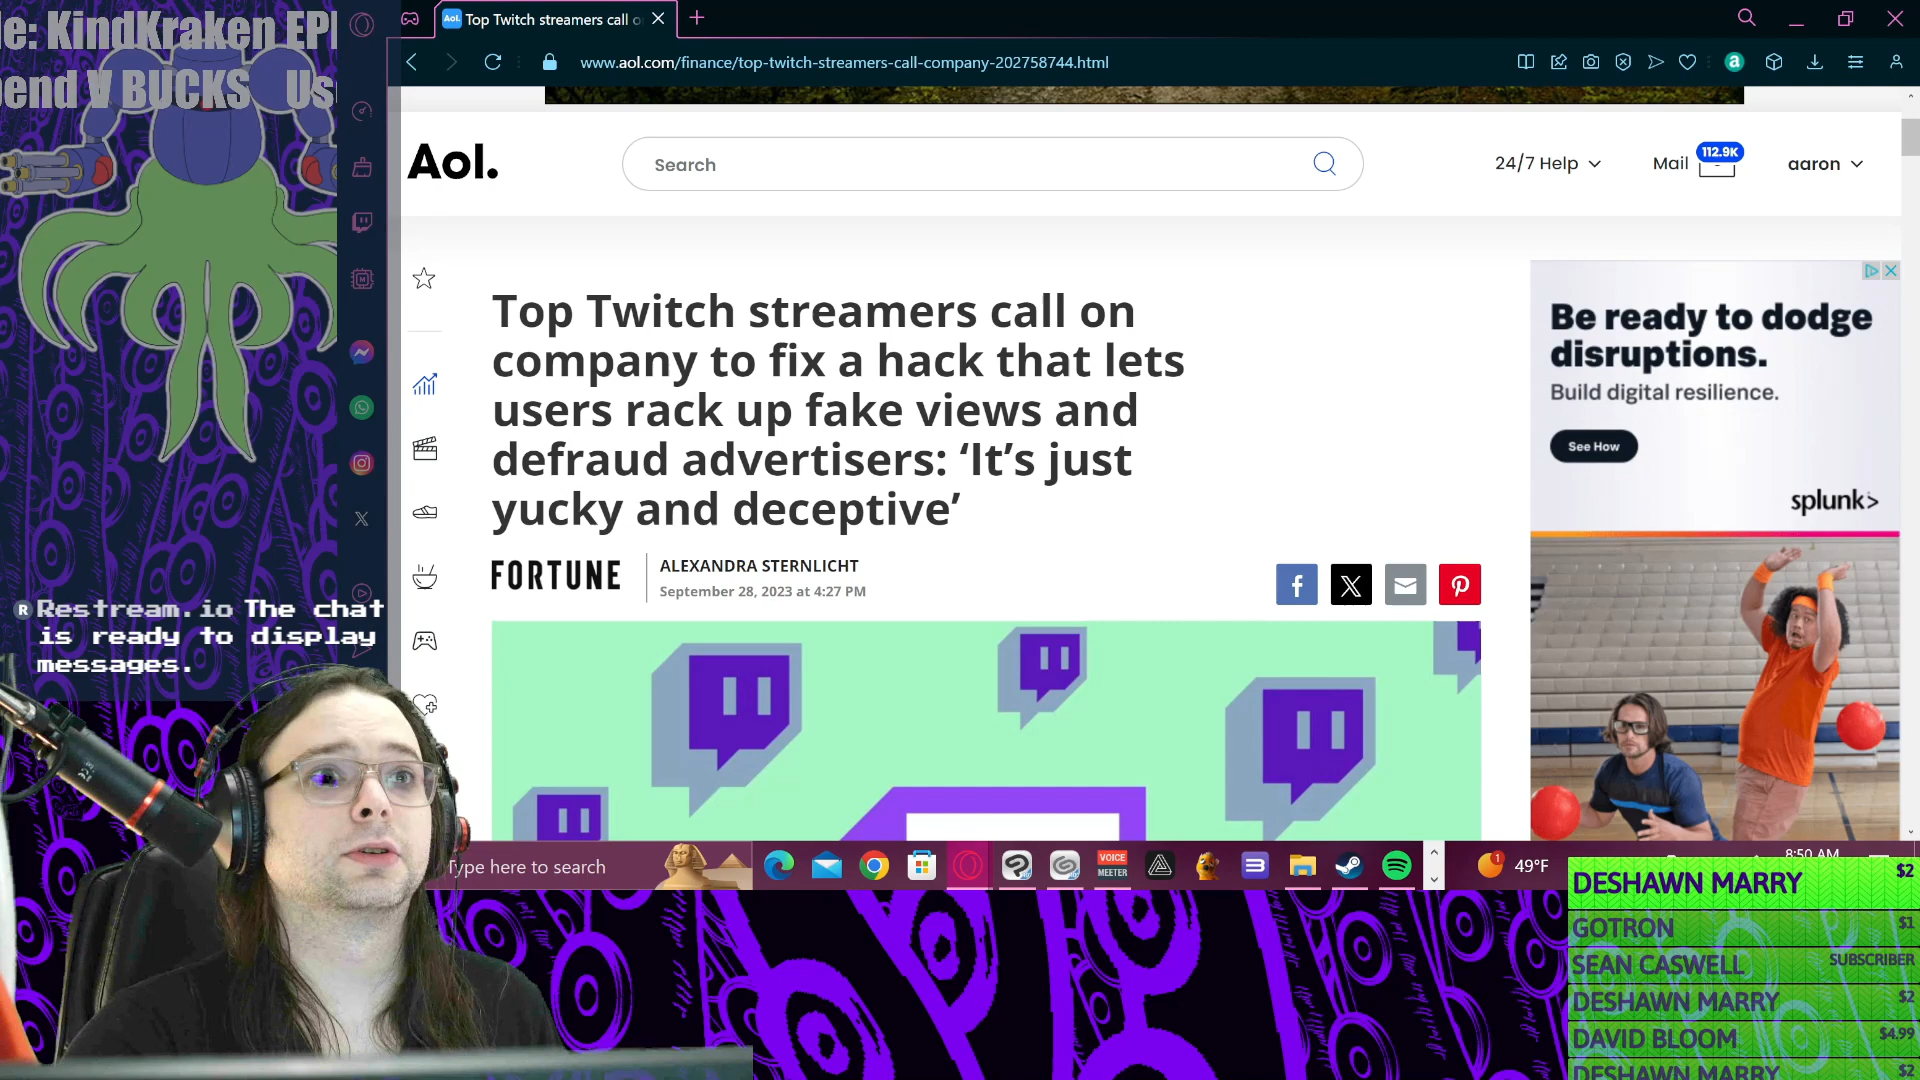 le: KindKraken EPI
pend V BUCKS Us
Aol. Top Twitch streamers call o
www.aol.com/finance/top-twitch-streamers-call-company-202758744.html
Aol.
Search
24/7 Help
Mail
112.9K
aaron
Top Twitch streamers call on
company to fix a hack that lets
users rack up fake views and
defraud advertisers: ‘It’s just
yucky and deceptive’
FORTUNE
ALEXANDRA STERNLICHT
September 28, 2023 at 4:27 PM
Be ready to dodge
disruptions.
Build digital resilience.
See How
splunk>
R Restream.io The chat
is ready to display
messages.
Type here to search
VOICE
MEETER
1
49°F
8:50 AM
DESHAWN MARRY $2
GOTRON $1
SEAN CASWELL SUBSCRIBER
DESHAWN MARRY $2
DAVID BLOOM $4.99
DESHAWN MARRY $2